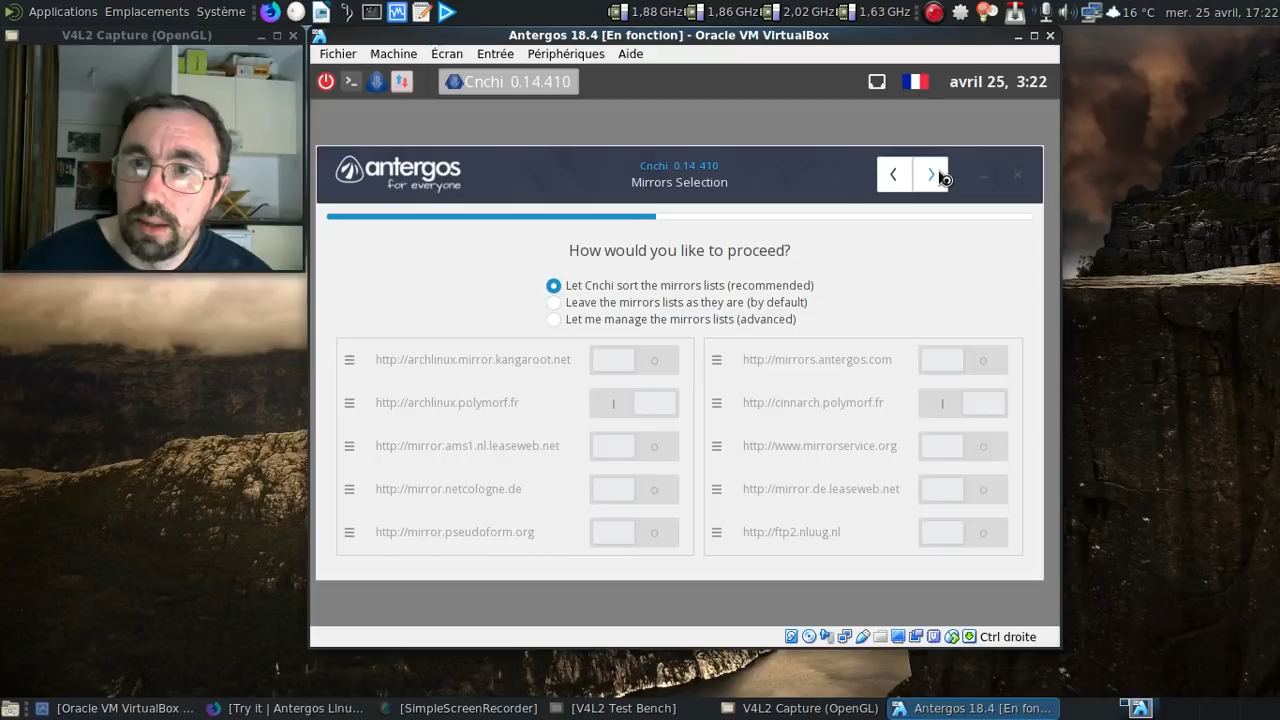 Applications Emplacements Système 1,88 GHz 1,86 GHz 2,02 GHz 1,63 GHz 16 °C mer. 25 avril, 17:22
V4L2 Capture (OpenGL)
Antergos 18.4 [En fonction] - Oracle VM VirtualBox
Fichier Machine Écran Entrée Périphériques Aide
Cnchi 0.14.410 avril 25, 3:22
antergos
for everyone
Cnchi 0.14.410
Mirrors Selection
How would you like to proceed?
Let Cnchi sort the mirrors lists (recommended)
Leave the mirrors lists as they are (by default)
Let me manage the mirrors lists (advanced)
http://archlinux.mirror.kangaroot.net
http://archlinux.polymorf.fr
http://mirror.ams1.nl.leaseweb.net
http://mirror.netcologne.de
http://mirror.pseudoform.org
http://mirrors.antergos.com
http://cinnarch.polymorf.fr
http://www.mirrorservice.org
http://mirror.de.leaseweb.net
http://ftp2.nluug.nl
Ctrl droite
[Oracle VM VirtualBox ... [Try it | Antergos Linu... [SimpleScreenRecorder] [V4L2 Test Bench] V4L2 Capture (OpenGL) Antergos 18.4 [En fon...